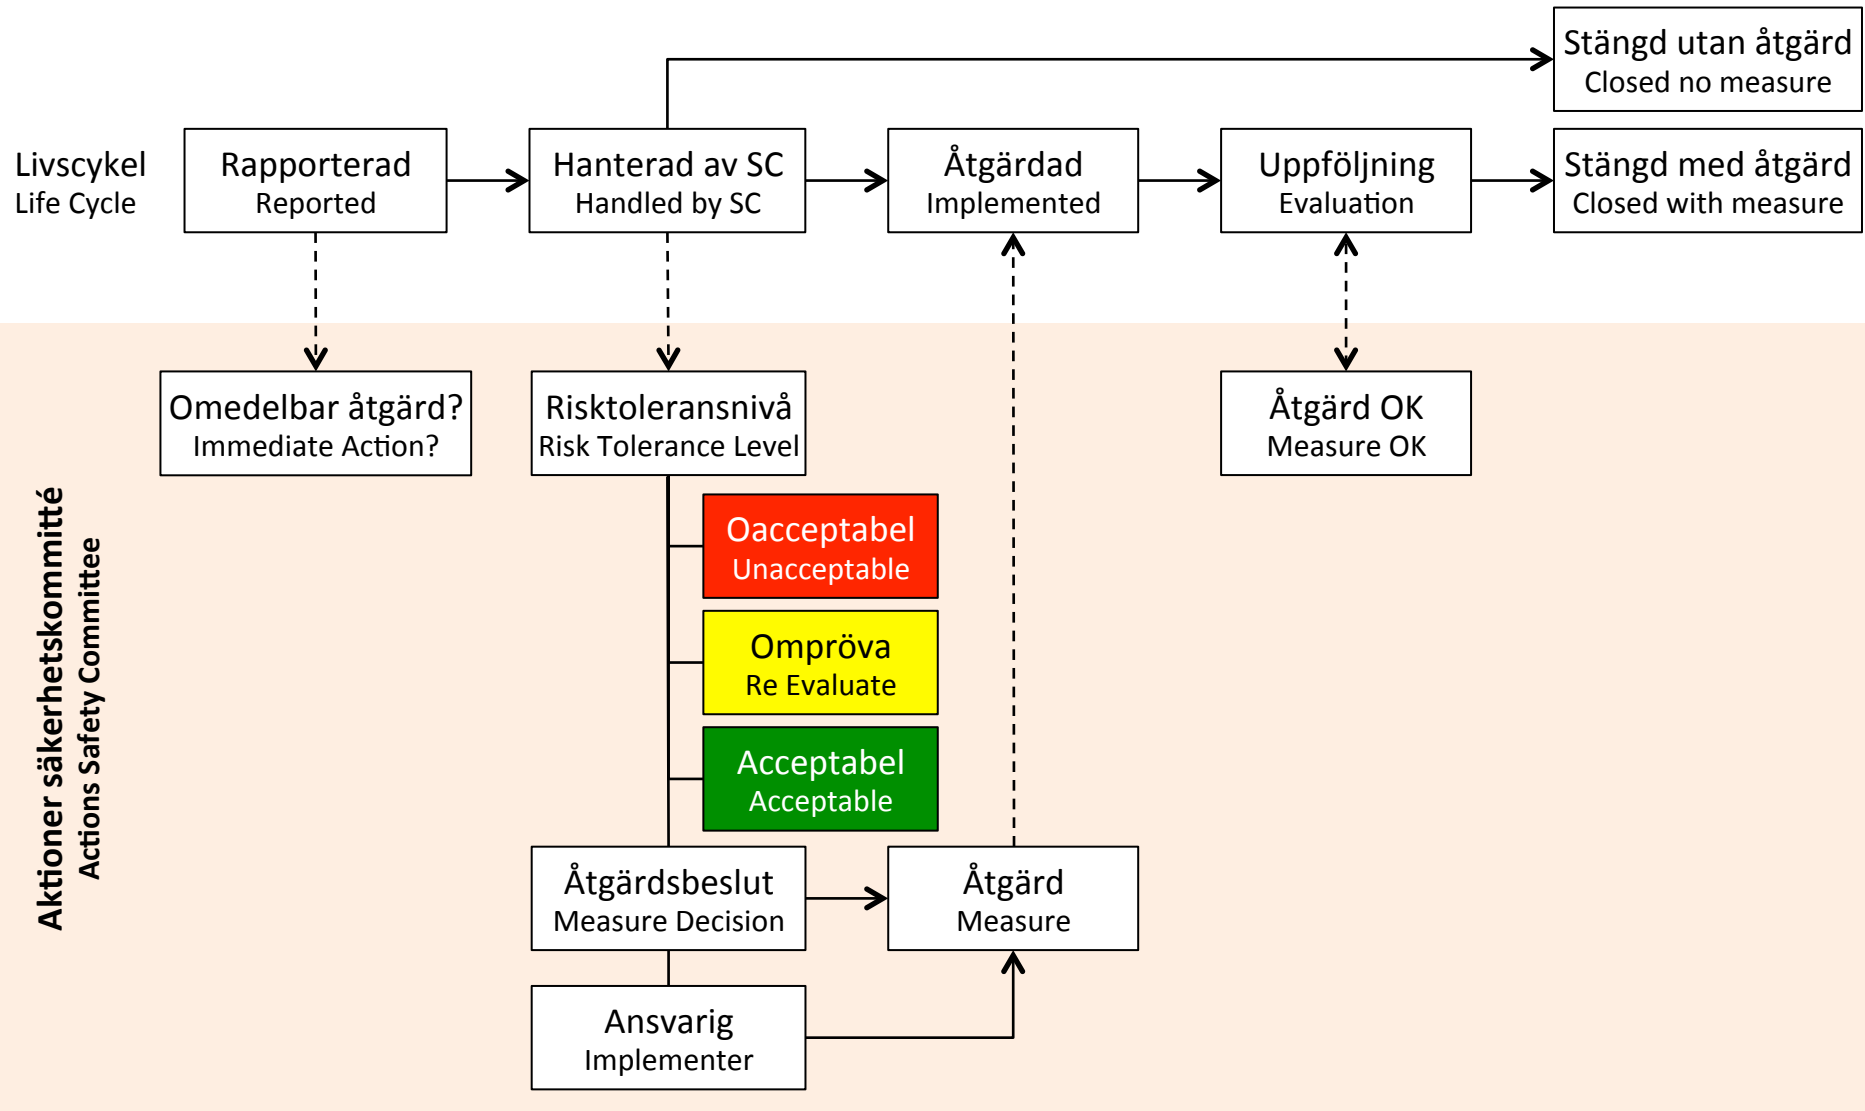 Stängd utan åtgärd
Closed no measure
Livscykel
Life Cycle
Rapporterad
Reported
Hanterad av SC
Handled by SC
Åtgärdad
Implemented
Uppföljning
Evaluation
Stängd med åtgärd
Closed with measure
Omedelbar åtgärd?
Immediate Action?
Risktoleransnivå
Risk Tolerance Level
Åtgärd OK
Measure OK
Aktioner säkerhetskommitté
Actions Safety Committee
Oacceptabel
Unacceptable
Ompröva
Re Evaluate
Acceptabel
Acceptable
Åtgärdsbeslut
Measure Decision
Åtgärd
Measure
Ansvarig
Implementer